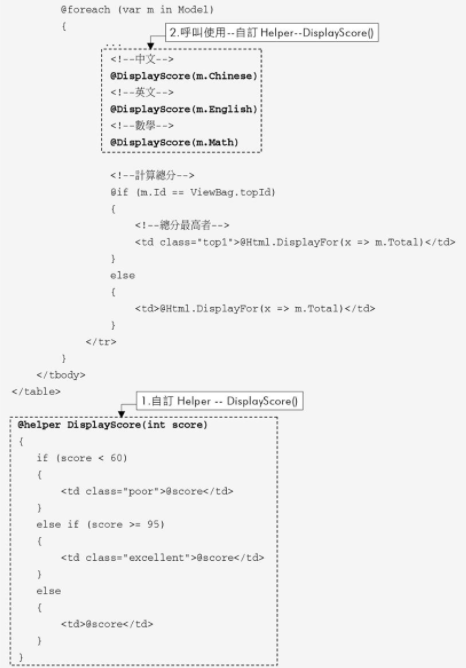 @foreach (var m in Model)
{
2.呼叫使用--自訂 Helper--DisplayScore()
...
<!--中文-->
@DisplayScore(m.Chinese)
<!--英文-->
@DisplayScore(m.English)
<!--數學-->
@DisplayScore(m.Math)
<!--計算總分-->
@if (m.Id == ViewBag.topId)
{
<!--總分最高者-->
<td class="top1">@Html.DisplayFor(x => m.Total)</td>
}
else
{
<td>@Html.DisplayFor(x => m.Total)</td>
}
</tr>
}
</tbody>
</table>
1.自訂 Helper -- DisplayScore()
@helper DisplayScore(int score)
{
if (score < 60)
{
<td class="poor">@score</td>
}
else if (score >= 95)
{
<td class="excellent">@score</td>
}
else
{
<td>@score</td>
}
}